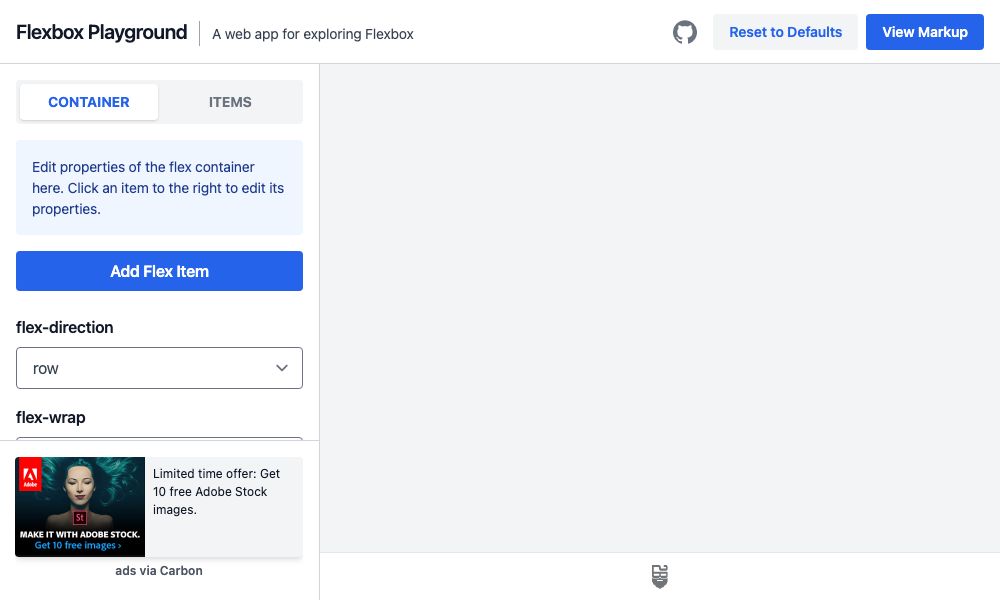 Flexbox Playground
A web app for exploring Flexbox
Reset to Defaults
View Markup
CONTAINER
ITEMS
Edit properties of the flex container
here. Click an item to the right to edit its
properties.
Add Flex Item
flex-direction
row
flex-wrap
Adobe
St
MAKE IT WITH ADOBE STOCK.
Get 10 free images ›
Limited time offer: Get
10 free Adobe Stock
images.
ads via Carbon